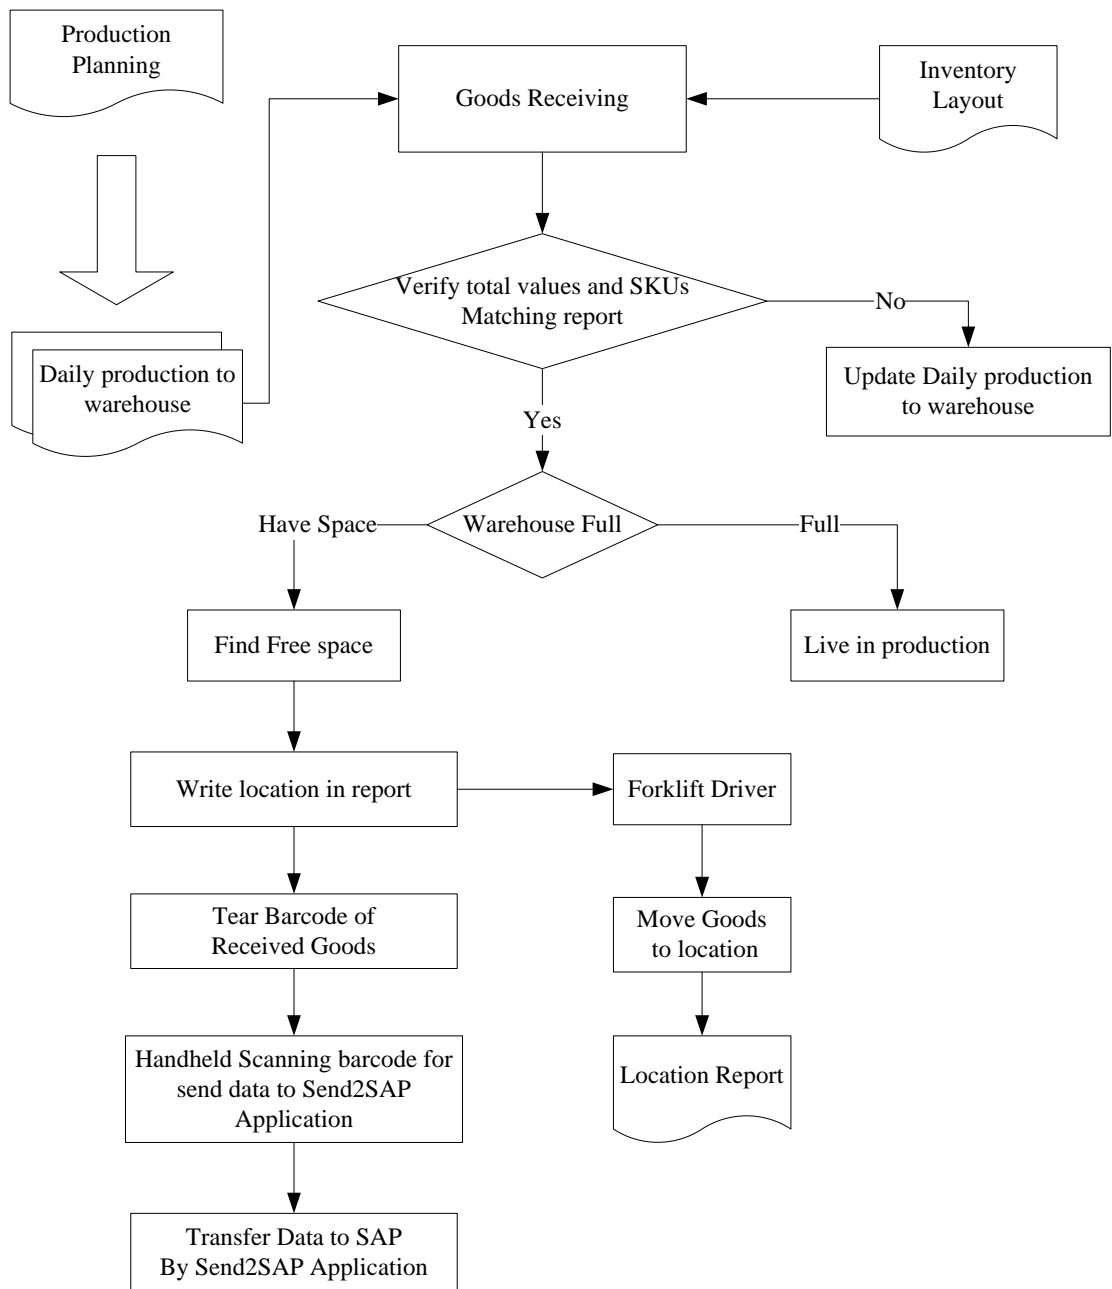 Production
Planning
Goods Receiving
Inventory
Layout
Verify total values and SKUs
Matching report
No
Daily production to
warehouse
Update Daily production
to warehouse
Yes
Have Space
Warehouse Full
Full
Find Free space
Live in production
Write location in report
Forklift Driver
Tear Barcode of
Received Goods
Move Goods
to location
Handheld Scanning barcode for
send data to Send2SAP
Application
Location Report
Transfer Data to SAP
By Send2SAP Application